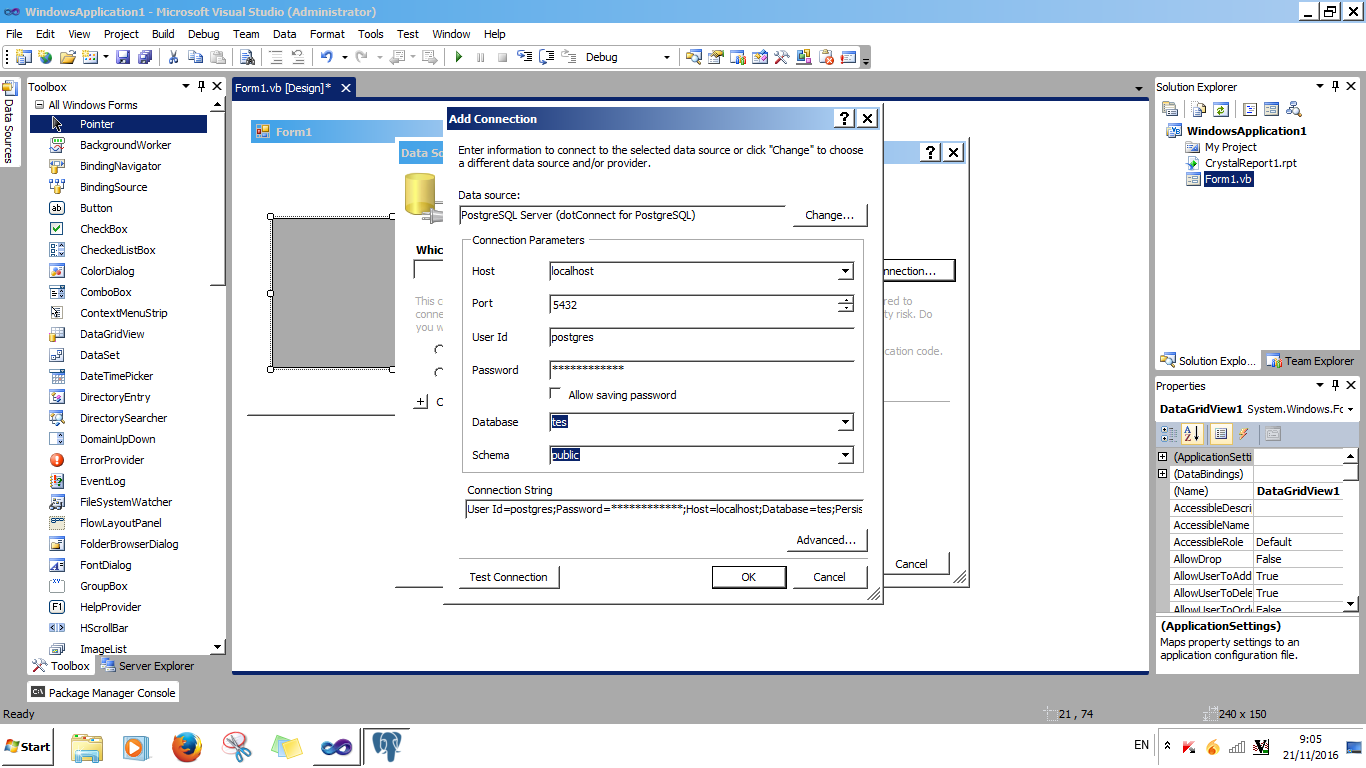 WindowsApplication1 - Microsoft Visual Studio (Administrator)
File Edit View Project Build Debug Team Data Format Tools Test Window Help
Debug
Data Sources
Toolbox
All Windows Forms
Pointer
BackgroundWorker
BindingNavigator
BindingSource
Button
CheckBox
CheckedListBox
ColorDialog
ComboBox
ContextMenuStrip
DataGridView
DataSet
DateTimePicker
DirectoryEntry
DirectorySearcher
DomainUpDown
ErrorProvider
EventLog
FileSystemWatcher
FlowLayoutPanel
FolderBrowserDialog
FontDialog
GroupBox
HelpProvider
HScrollBar
ImageList
Toolbox Server Explorer
Package Manager Console
Form1.vb [Design]*
Form1
Data So
Whic
This c
conne
you w
C
Add Connection
Enter information to connect to the selected data source or click "Change" to choose
a different data source and/or provider.
Data source:
PostgreSQL Server (dotConnect for PostgreSQL) Change...
Connection Parameters
Host localhost
Port 5432
User Id postgres
Password ************
Allow saving password
Database tes
Schema public
Connection String
User Id=postgres;Password=************;Host=localhost;Database=tes;Persis
Advanced...
Test Connection OK Cancel
nnection...
red to
ty risk. Do
cation code.
Cancel
Solution Explorer
WindowsApplication1
My Project
CrystalReport1.rpt
Form1.vb
Solution Explo... Team Explorer
Properties
DataGridView1 System.Windows.Fc
(ApplicationSetti
(DataBindings)
(Name) DataGridView1
AccessibleDescri
AccessibleName
AccessibleRole Default
AllowDrop False
AllowUserToAdd True
AllowUserToDele True
AllowUserToOrd False
(ApplicationSettings)
Maps property settings to an
application configuration file.
Ready 21 , 74 240 x 150
Start EN 9:05
21/11/2016